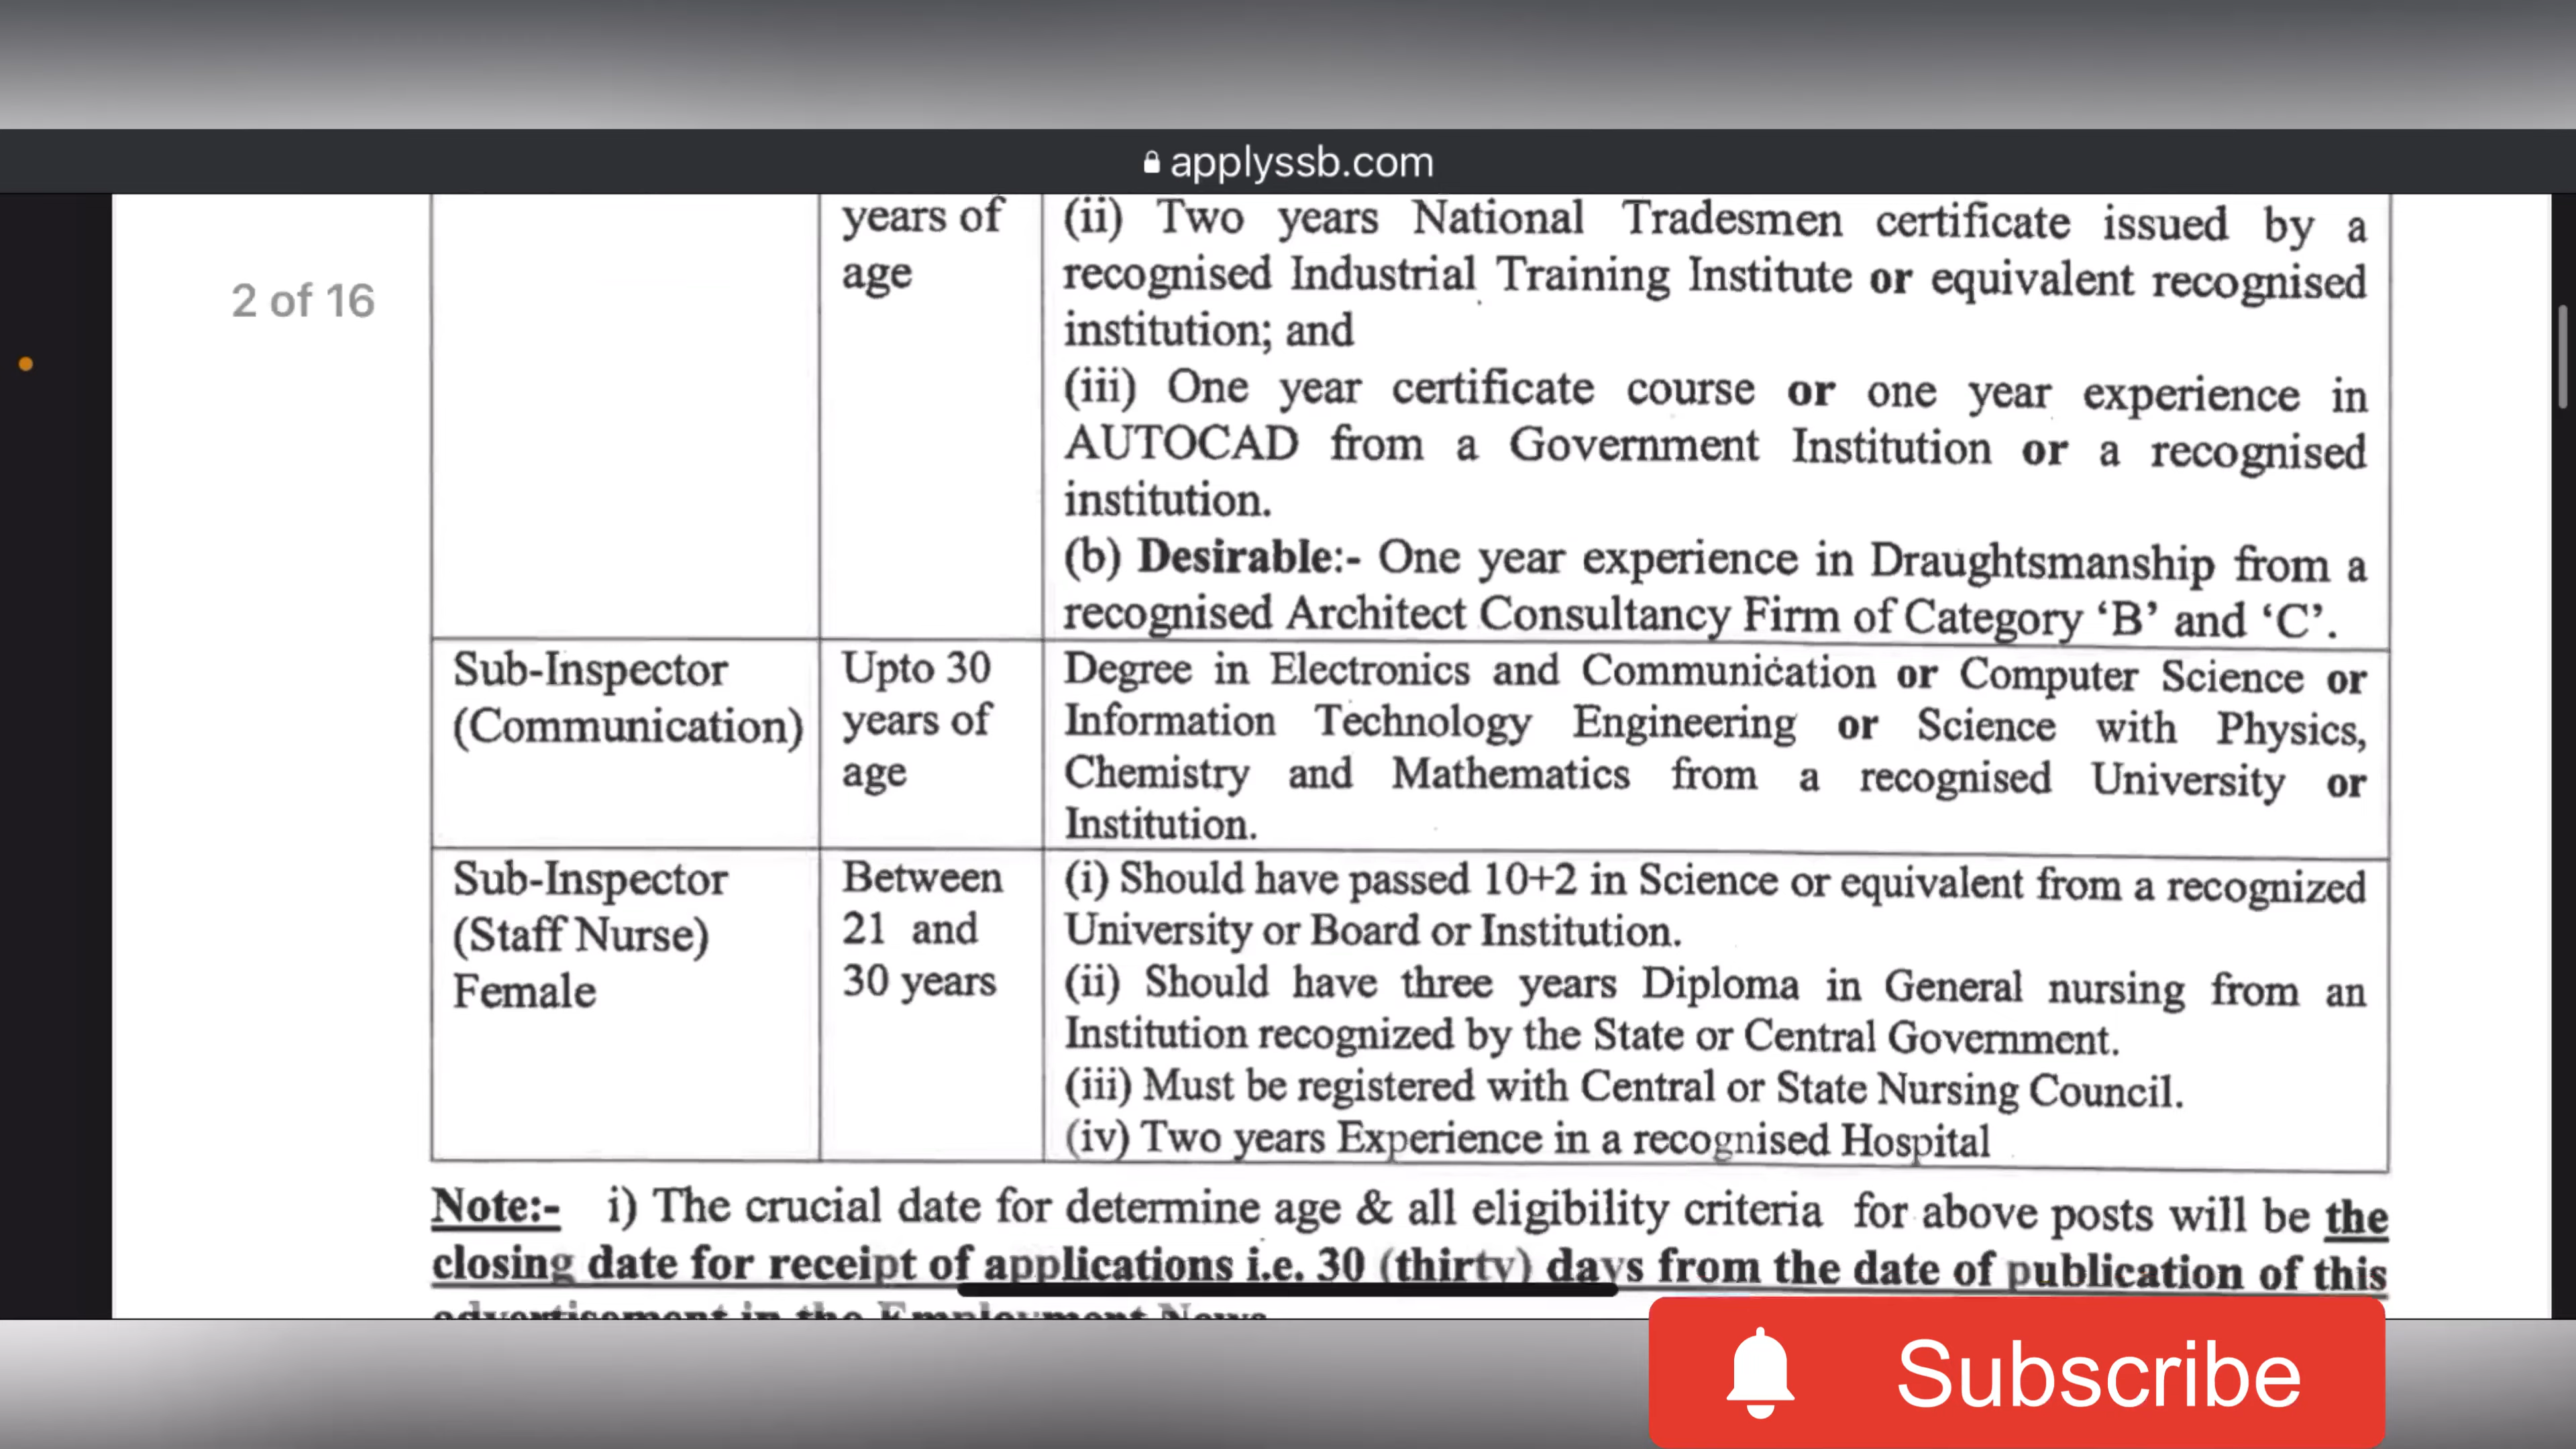 applyssb.com
2 of 16
years of
age
(ii) Two years National Tradesmen certificate issued by a
recognised Industrial Training Institute or equivalent recognised
institution; and
(iii) One year certificate course or one year experience in
AUTOCAD from a Government Institution or a recognised
institution.
(b) Desirable:- One year experience in Draughtsmanship from a
recognised Architect Consultancy Firm of Category ‘B’ and ‘C’.
Sub-Inspector
(Communication)
Upto 30
years of
age
Degree in Electronics and Communication or Computer Science or
Information Technology Engineering or Science with Physics,
Chemistry and Mathematics from a recognised University or
Institution.
Sub-Inspector
(Staff Nurse)
Female
Between
21 and
30 years
(i) Should have passed 10+2 in Science or equivalent from a recognized
University or Board or Institution.
(ii) Should have three years Diploma in General nursing from an
Institution recognized by the State or Central Government.
(iii) Must be registered with Central or State Nursing Council.
(iv) Two years Experience in a recognised Hospital
Note:- i) The crucial date for determine age & all eligibility criteria for above posts will be the
closing date for receipt of applications i.e. 30 (thirty) days from the date of publication of this
advertisement in the Employment News
Subscribe